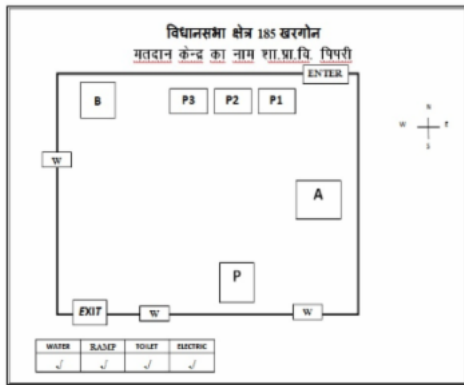 विधानसभा क्षेत्र 185 खरगोन
मतदान केन्द्र का नाम शा.प्रा.वि. पिपरी
ENTER
B P3 P2 P1
N
W E
S
W
A
P
EXIT W W
WATER RAMP TOILET ELECTRIC
√ √ √ √